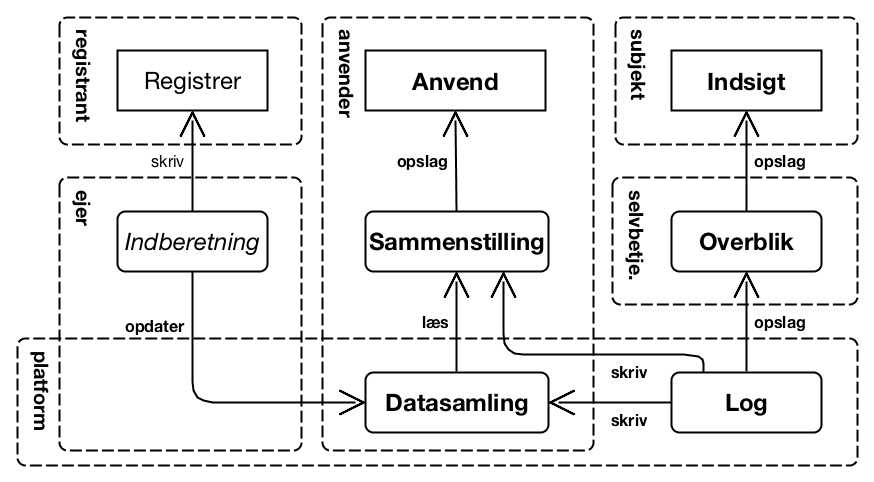 registrant
Registrer
anvender
Anvend
subjekt
Indsigt
skriv
opslag
opslag
ejer
Indberetning
Sammenstilling
selvbetje.
Overblik
opdater
læs
opslag
platform
skriv
Datasamling
Log
skriv